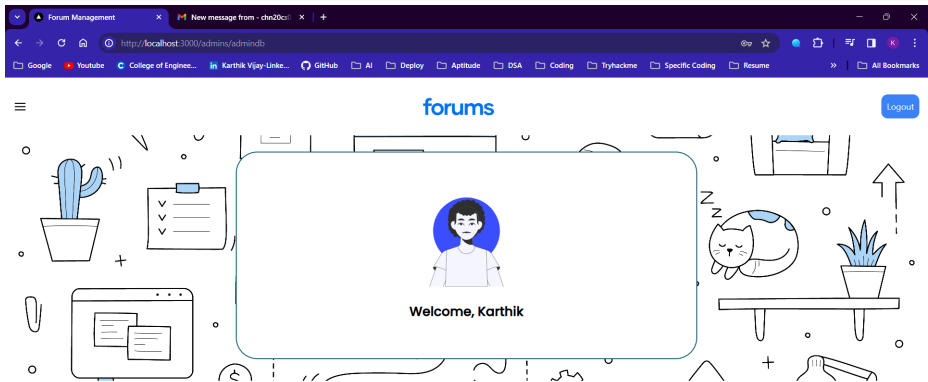 Forum Management
New message from - chn20cs0
http://localhost:3000/admins/admindb
Google Youtube College of Enginee... Karthik Vijay-Linke... GitHub AI Deploy Aptitude DSA Coding Tryhackme Specific Coding Resume » All Bookmarks
K
forums
Logout
Z
Z
Z
Welcome, Karthik